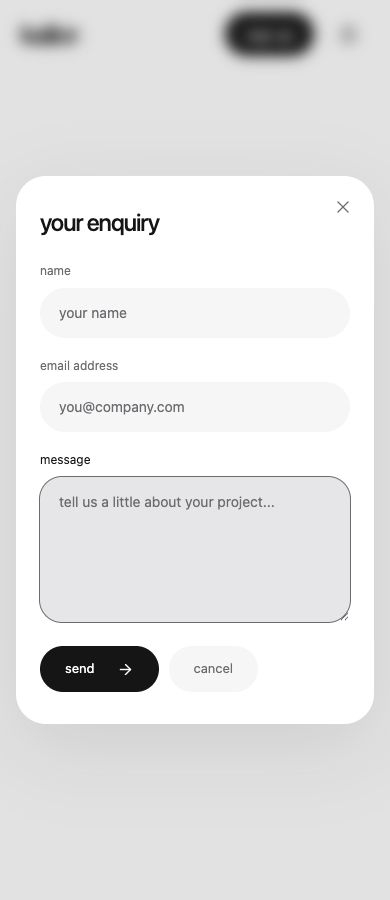 your enquiry
name
your name
email address
you@company.com
message
tell us a little about your project...
send
cancel